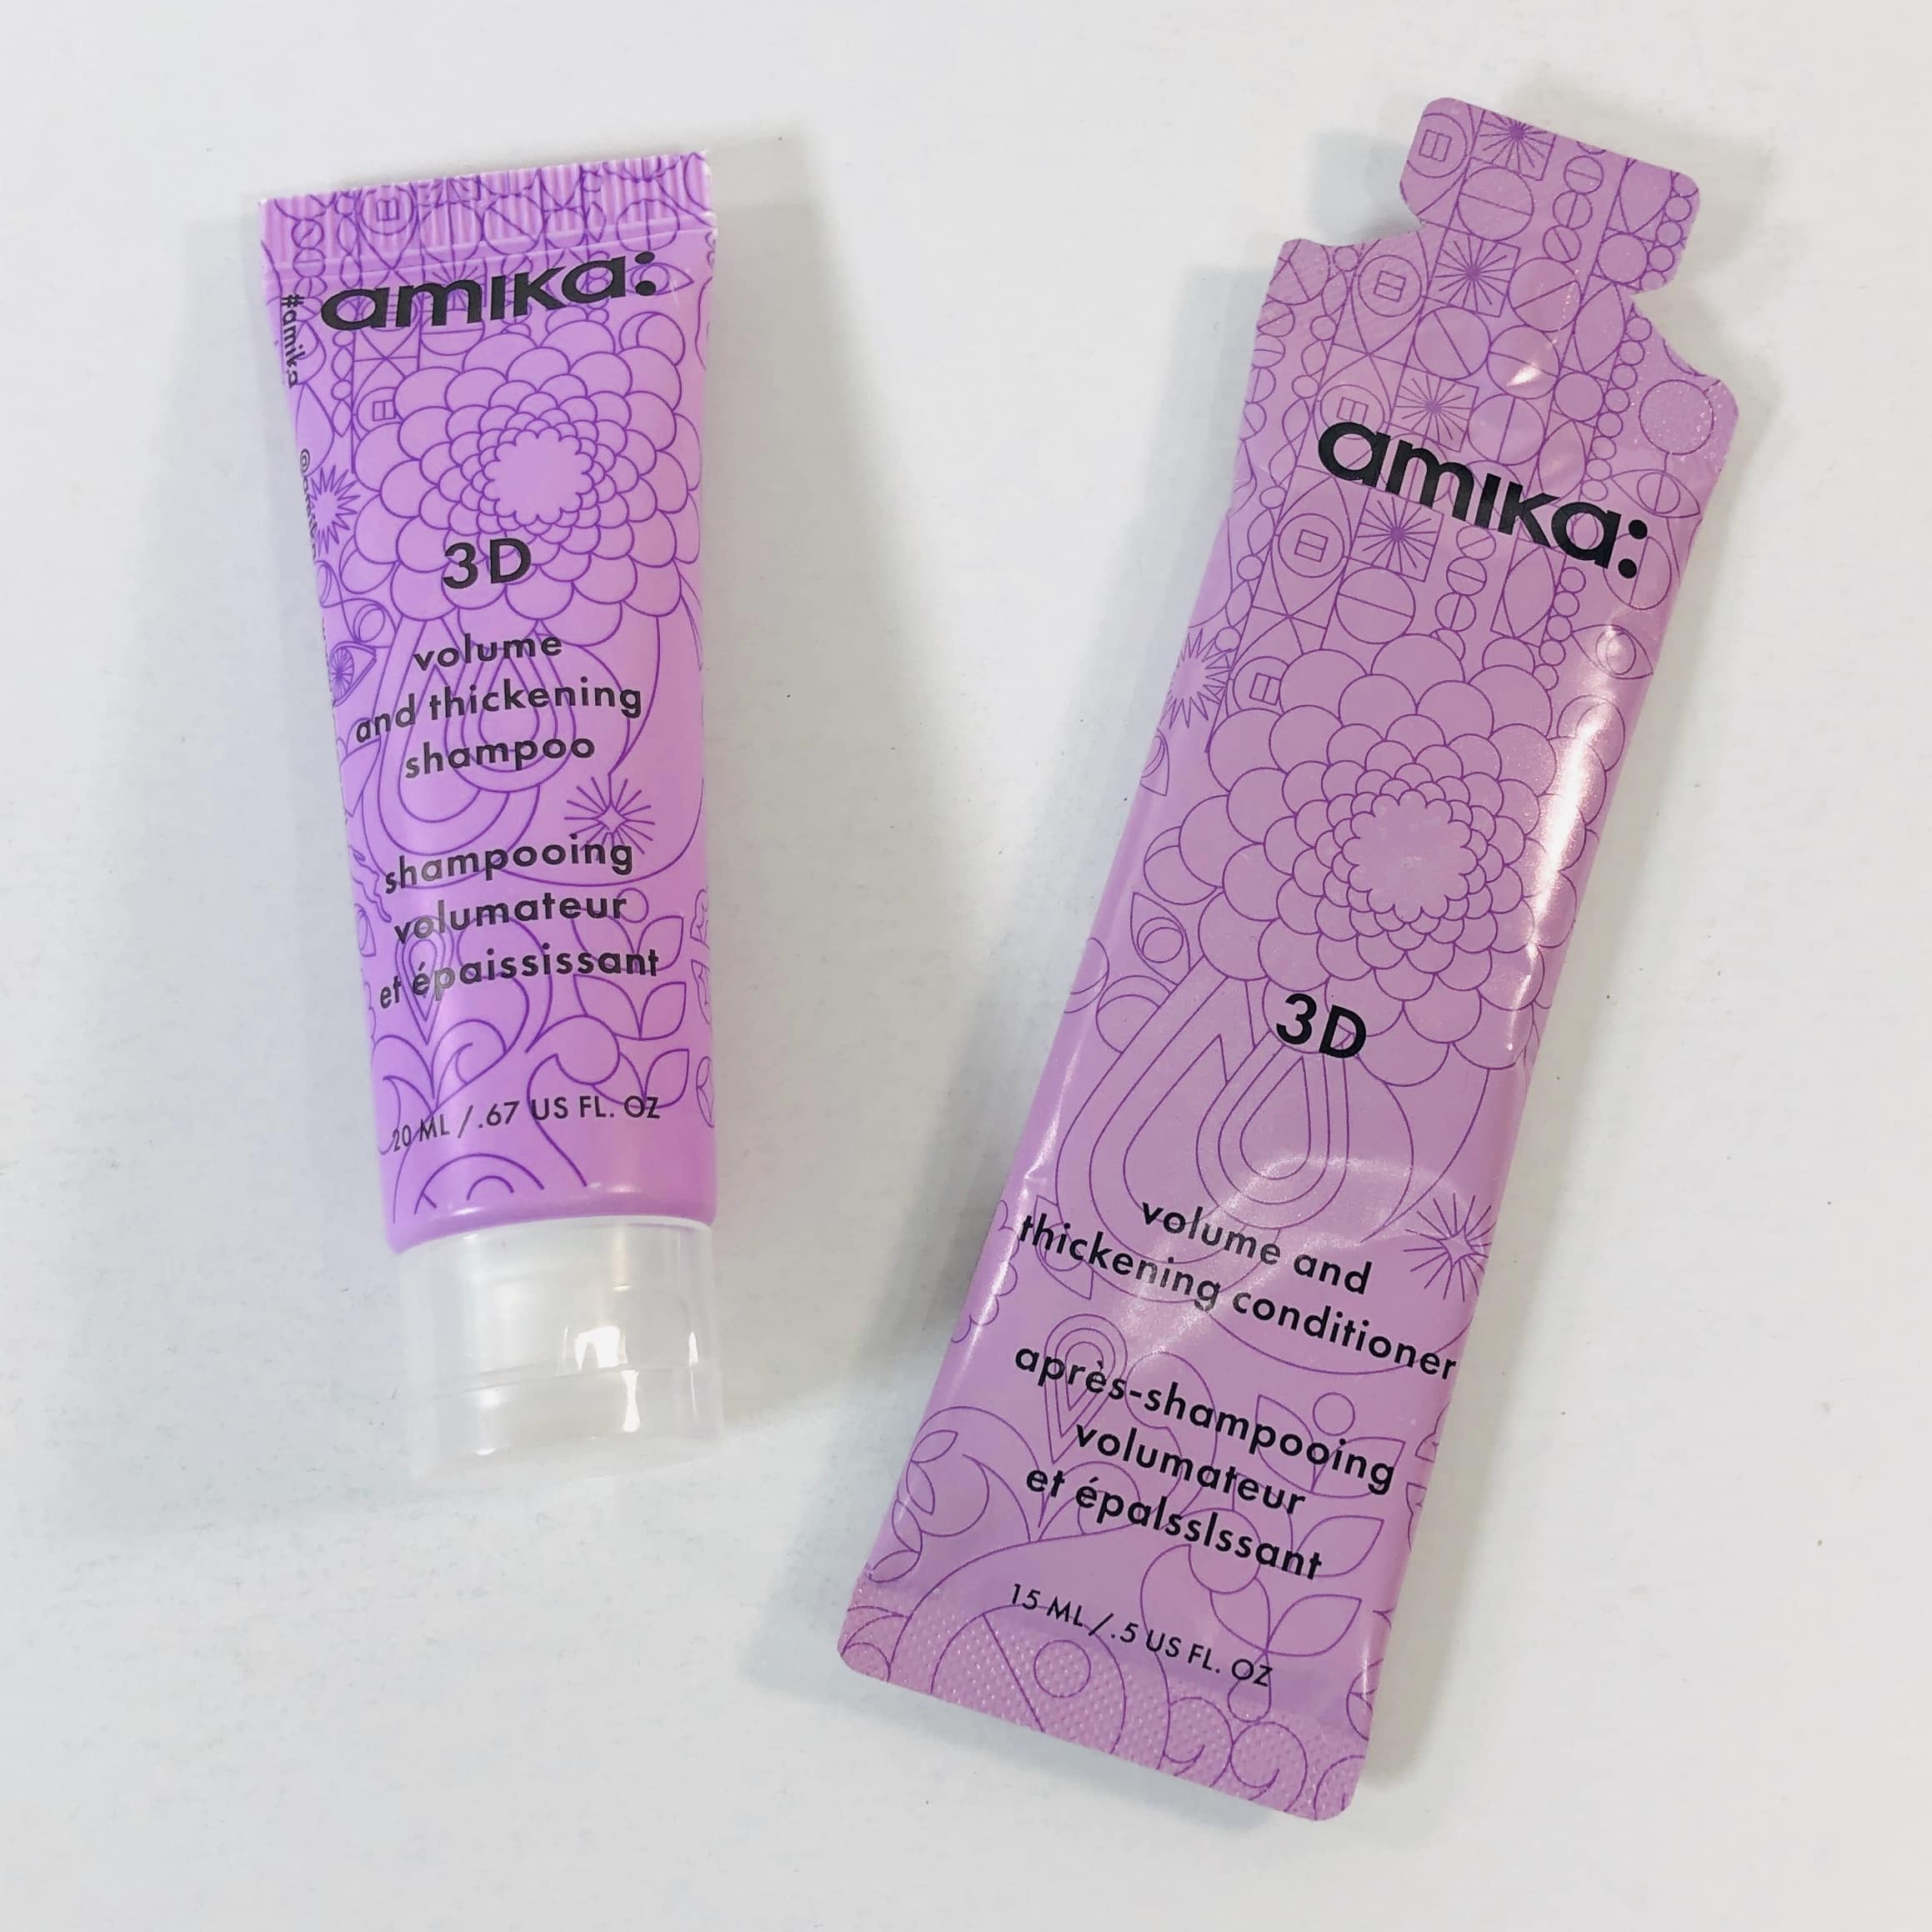 amika:
#amika
3D
volume
and thickening
shampoo
shampooing
volumateur
et épaississant
20 ML / .67 US FL. OZ
amika:
3D
volume and
thickening conditioner
après-shampooing
volumateur
et épalsslssant
15 ML / .5 US FL. OZ